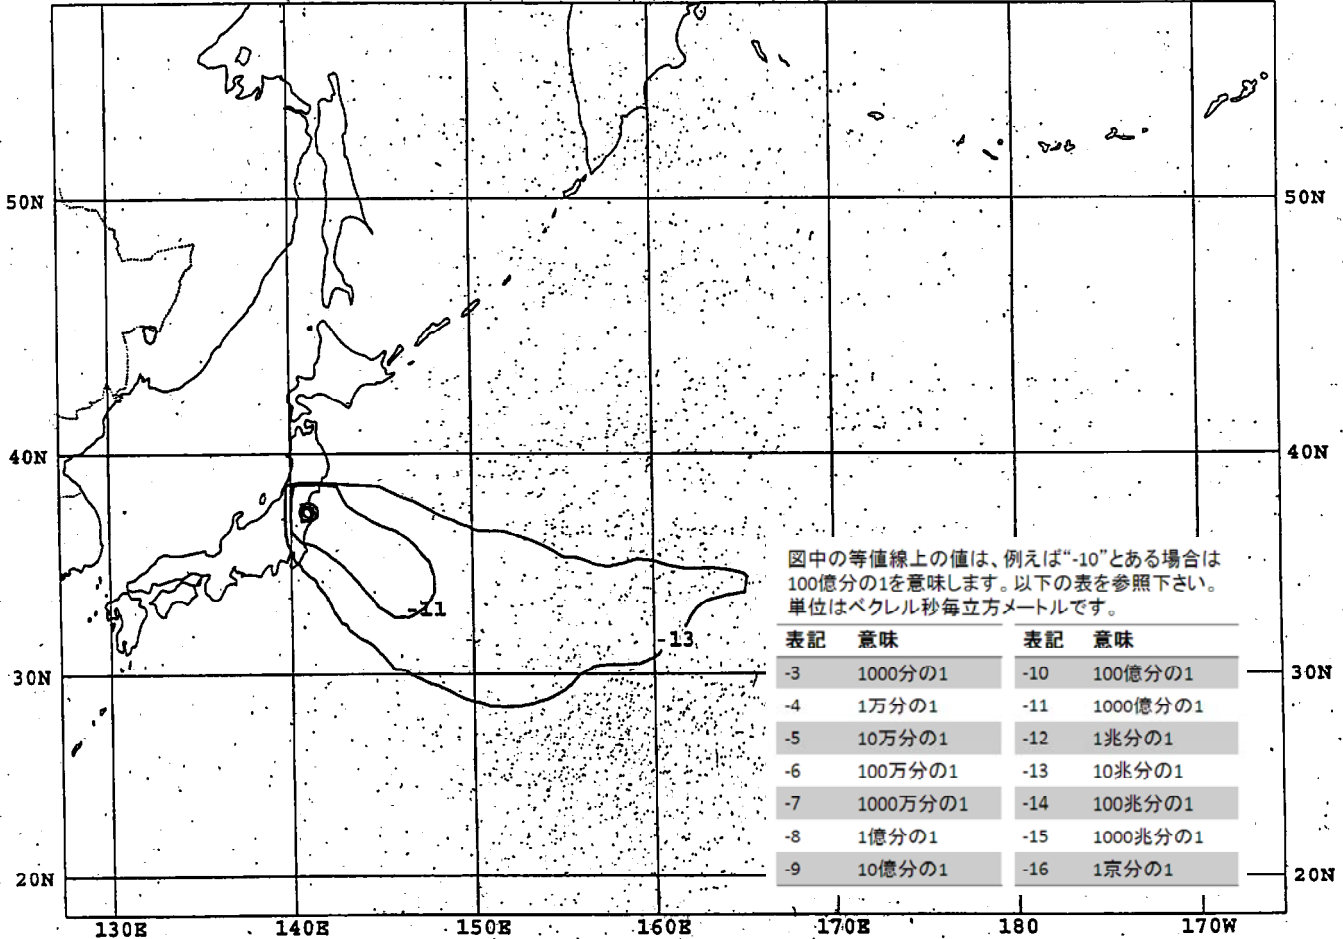 50N
50N
40N
40N
-11
-13
図中の等値線上の値は、例えば“-10”とある場合は
100億分の1を意味します。以下の表を参照下さい。
単位はベクレル秒毎立方メートルです。
表記 意味 表記 意味
-3 1000分の1 -10 100億分の1
-4 1万分の1 -11 1000億分の1
-5 10万分の1 -12 1兆分の1
-6 100万分の1 -13 10兆分の1
-7 1000万分の1 -14 100兆分の1
-8 1億分の1 -15 1000兆分の1
-9 10億分の1 -16 1京分の1
30N
30N
20N
20N
130E 140E 150E 160E 170E 180 170W